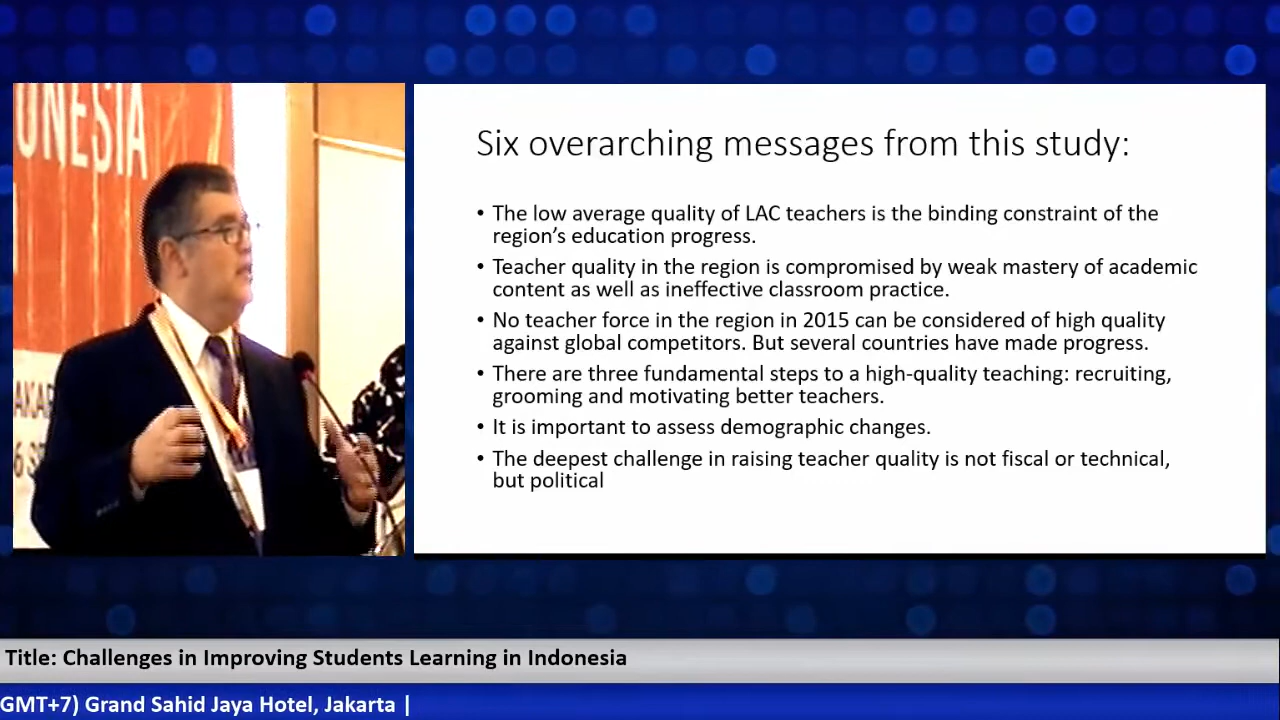 ONESIA
Six overarching messages from this study:
• The low average quality of LAC teachers is the binding constraint of the
region’s education progress.
• Teacher quality in the region is compromised by weak mastery of academic
content as well as ineffective classroom practice.
• No teacher force in the region in 2015 can be considered of high quality
against global competitors. But several countries have made progress.
• There are three fundamental steps to a high-quality teaching: recruiting,
grooming and motivating better teachers.
• It is important to assess demographic changes.
• The deepest challenge in raising teacher quality is not fiscal or technical,
but political
Title: Challenges in Improving Students Learning in Indonesia
GMT+7) Grand Sahid Jaya Hotel, Jakarta |